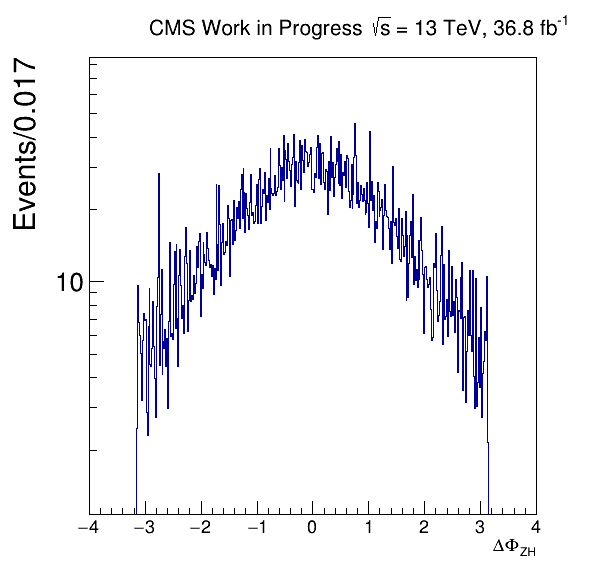 CMS Work in Progress √s = 13 TeV, 36.8 fb⁻¹
Events/0.017
10
−4 −3 −2 −1 0 1 2 3 4
ΔΦ_ZH